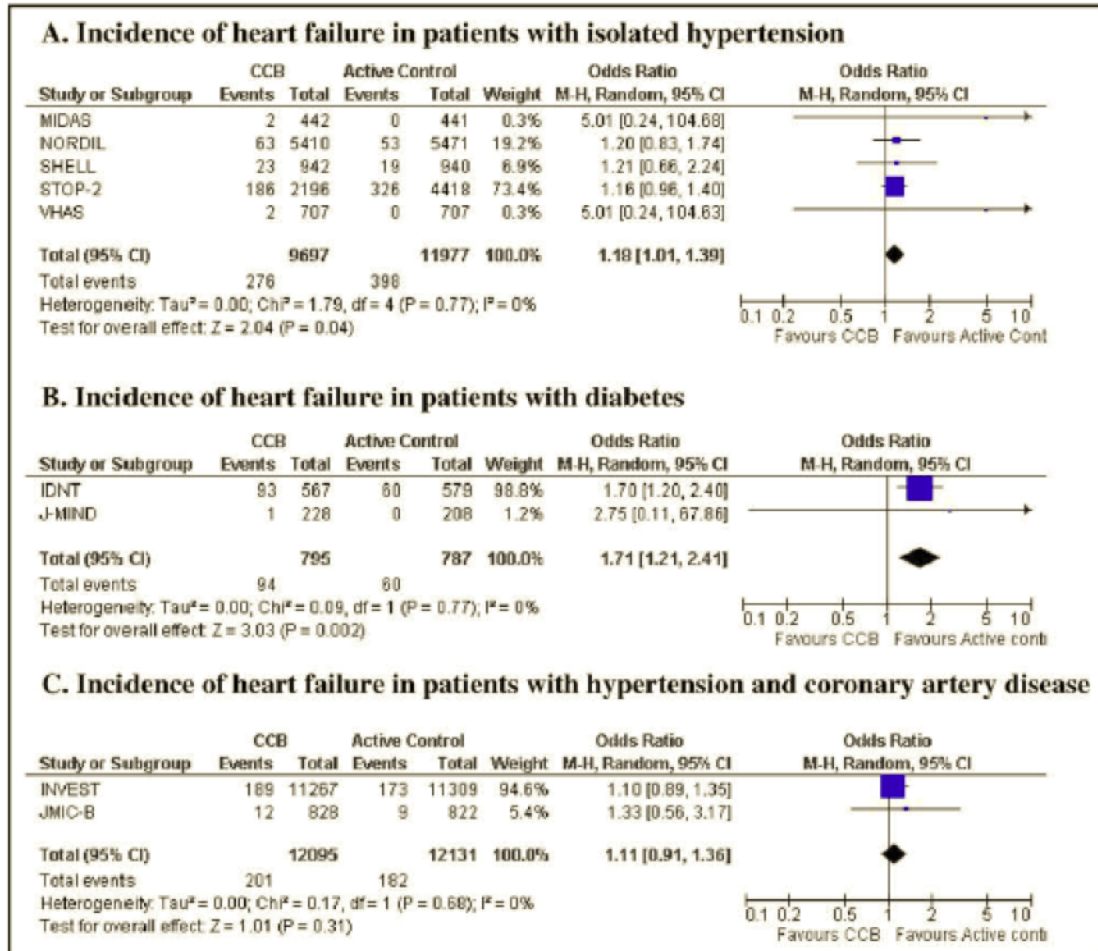 A. Incidence of heart failure in patients with isolated hypertension
CCB Active Control Odds Ratio Odds Ratio
Study or Subgroup Events Total Events Total Weight M-H, Random, 95% CI M-H, Random, 95% CI
MIDAS 2 442 0 441 0.3% 5.01 [0.24, 104.68]
NORDIL 63 5410 53 5471 19.2% 1.20 [0.83, 1.74]
SHELL 23 942 19 940 6.9% 1.21 [0.66, 2.24]
STOP-2 186 2196 326 4418 73.4% 1.16 [0.96, 1.40]
VHAS 2 707 0 707 0.3% 5.01 [0.24, 104.63]
Total (95% CI) 9697 11977 100.0% 1.18 [1.01, 1.39]
Total events 276 398
Heterogeneity: Tau² = 0.00; Chi² = 1.79, df = 4 (P = 0.77); I² = 0%
Test for overall effect: Z = 2.04 (P = 0.04)
0.1 0.2 0.5 1 2 5 10
Favours CCB Favours Active Cont
B. Incidence of heart failure in patients with diabetes
CCB Active Control Odds Ratio Odds Ratio
Study or Subgroup Events Total Events Total Weight M-H, Random, 95% CI M-H, Random, 95% CI
IDNT 93 567 60 579 98.8% 1.70 [1.20, 2.40]
J-MIND 1 228 0 208 1.2% 2.75 [0.11, 67.86]
Total (95% CI) 795 787 100.0% 1.71 [1.21, 2.41]
Total events 94 60
Heterogeneity: Tau² = 0.00; Chi² = 0.09, df = 1 (P = 0.77); I² = 0%
Test for overall effect: Z = 3.03 (P = 0.002)
0.1 0.2 0.5 1 2 5 10
Favours CCB Favours Active conti
C. Incidence of heart failure in patients with hypertension and coronary artery disease
CCB Active Control Odds Ratio Odds Ratio
Study or Subgroup Events Total Events Total Weight M-H, Random, 95% CI M-H, Random, 95% CI
INVEST 189 11267 173 11309 94.6% 1.10 [0.89, 1.35]
JMIC-B 12 828 9 822 5.4% 1.33 [0.56, 3.17]
Total (95% CI) 12095 12131 100.0% 1.11 [0.91, 1.36]
Total events 201 182
Heterogeneity: Tau² = 0.00; Chi² = 0.17, df = 1 (P = 0.68); I² = 0%
Test for overall effect: Z = 1.01 (P = 0.31)
0.1 0.2 0.5 1 2 5 10
Favours CCB Favours Active Conti